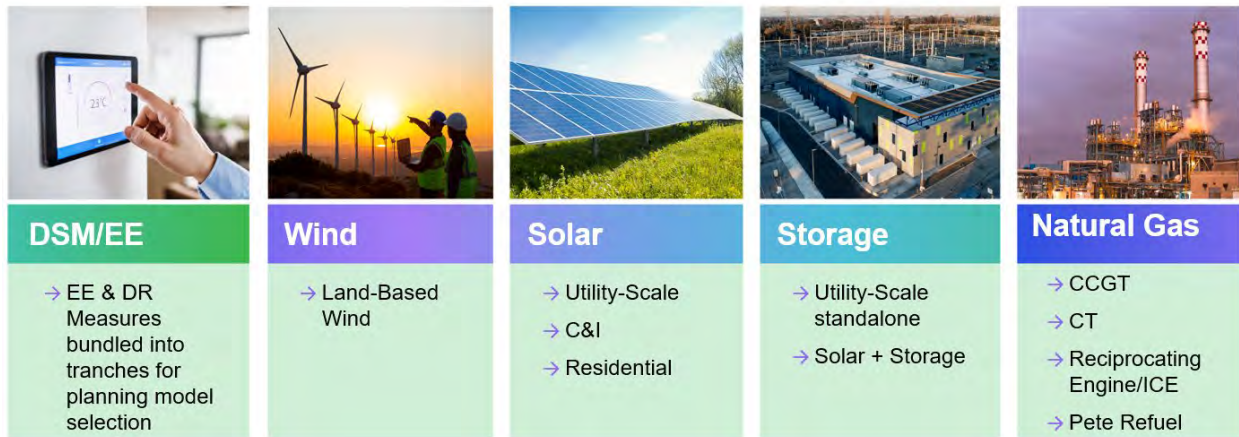 23°C
DSM/EE
→ EE & DR
Measures
bundled into
tranches for
planning model
selection
Wind
→ Land-Based
Wind
Solar
→ Utility-Scale
→ C&I
→ Residential
Storage
→ Utility-Scale
standalone
→ Solar + Storage
Natural Gas
→ CCGT
→ CT
→ Reciprocating
Engine/ICE
→ Pete Refuel